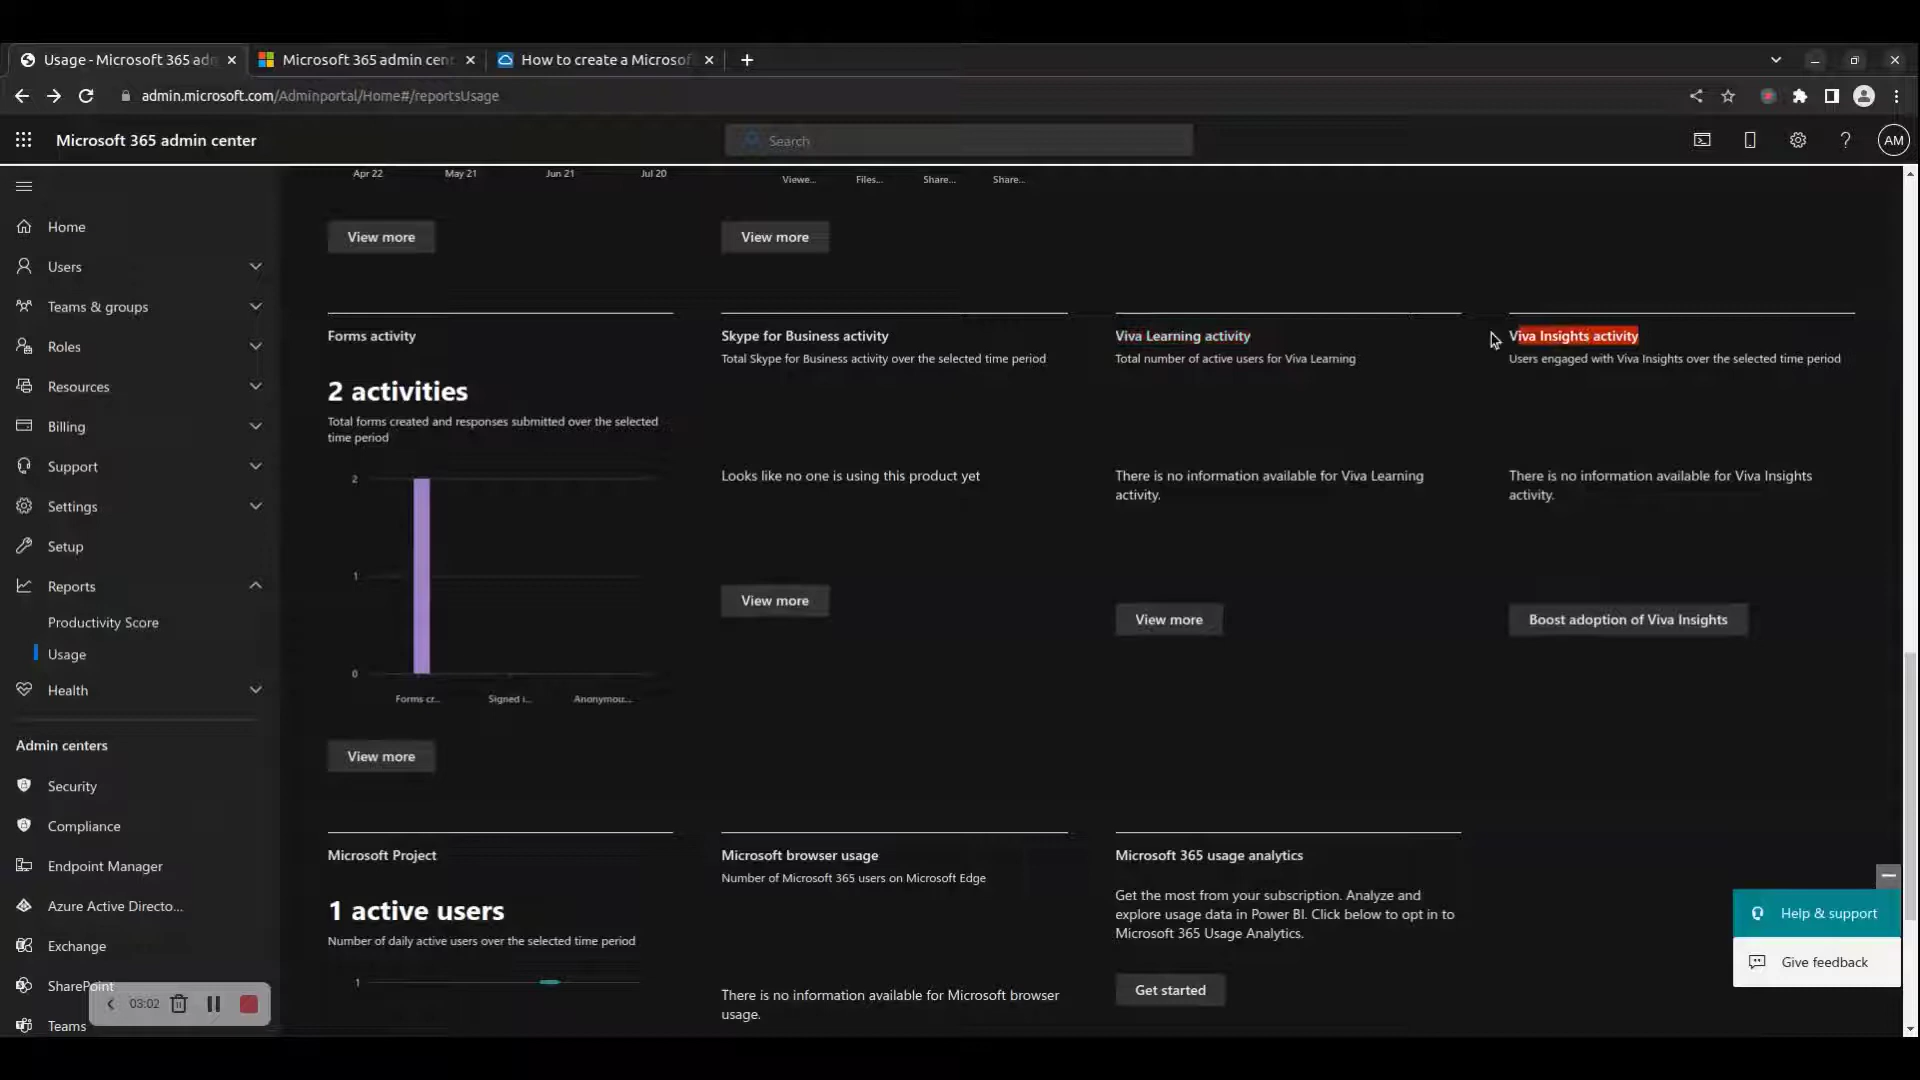 Usage - Microsoft 365 adm
Microsoft 365 admin cent
How to create a Microsof
admin.microsoft.com/Adminportal/Home#/reportsUsage
Microsoft 365 admin center
Search
AM
Apr 22 May 21 Jun 21 Jul 20
Viewe... Files... Share... Share...
View more
View more
Home
Users
Teams & groups
Roles
Resources
Billing
Support
Settings
Setup
Reports
Productivity Score
Usage
Health
Admin centers
Security
Compliance
Endpoint Manager
Azure Active Directo...
Exchange
SharePoint
Teams
03:02
Forms activity
2 activities
Total forms created and responses submitted over the selected
time period
2
1
0
Forms cr... Signed i... Anonymou...
View more
Skype for Business activity
Total Skype for Business activity over the selected time period
Looks like no one is using this product yet
View more
Viva Learning activity
Total number of active users for Viva Learning
There is no information available for Viva Learning
activity.
View more
Viva Insights activity
Users engaged with Viva Insights over the selected time period
There is no information available for Viva Insights
activity.
Boost adoption of Viva Insights
Microsoft Project
1 active users
Number of daily active users over the selected time period
1
Microsoft browser usage
Number of Microsoft 365 users on Microsoft Edge
There is no information available for Microsoft browser
usage.
Microsoft 365 usage analytics
Get the most from your subscription. Analyze and
explore usage data in Power BI. Click below to opt in to
Microsoft 365 Usage Analytics.
Get started
Help & support
Give feedback